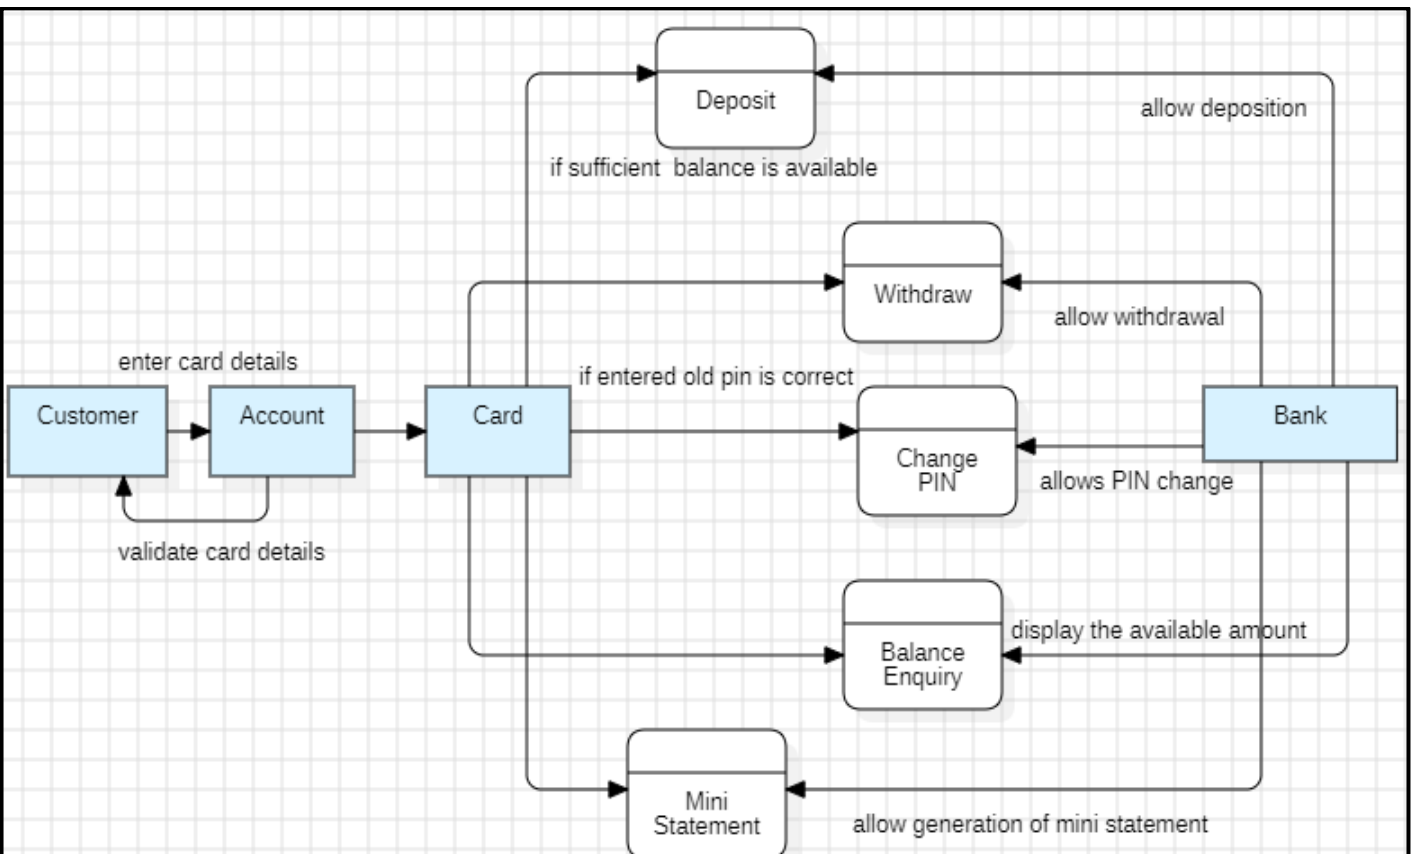 Deposit
allow deposition
if sufficient  balance is available
Withdraw
allow withdrawal
enter card details
if entered old pin is correct
Customer
Account
Card
Bank
Change
PIN
allows PIN change
validate card details
display the available amount
Balance
Enquiry
Mini
Statement
allow generation of mini statement